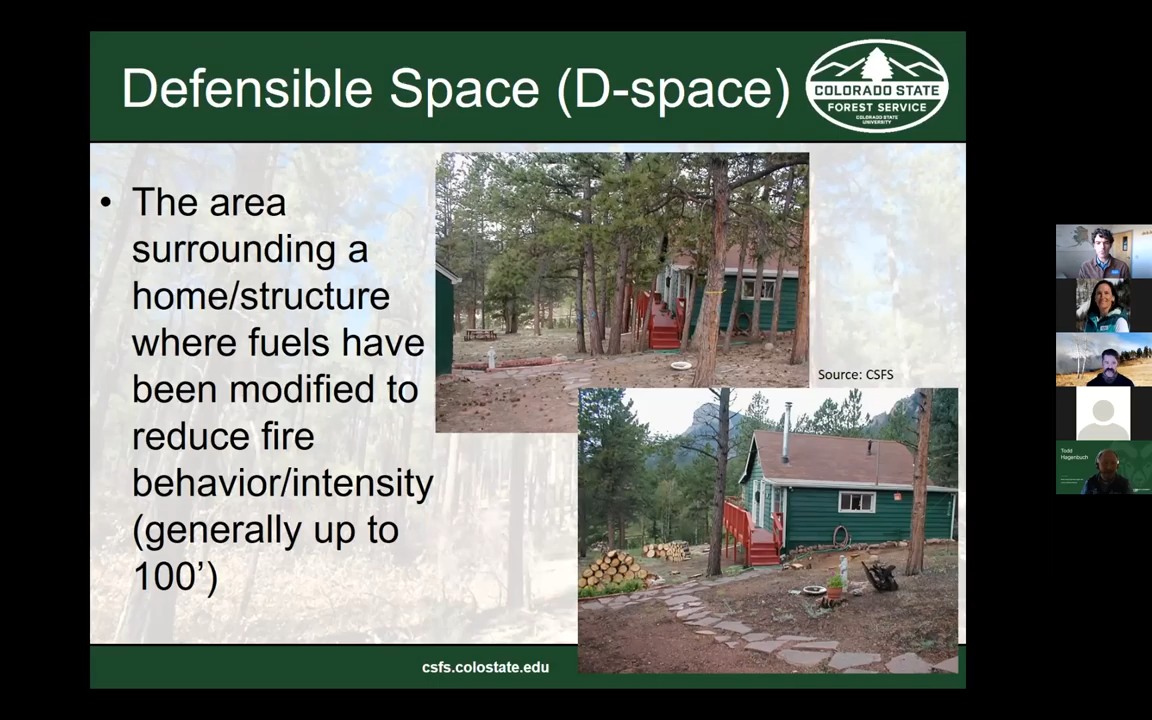 Defensible Space (D-space)
COLORADO STATE
FOREST SERVICE
COLORADO STATE
UNIVERSITY
• The area
surrounding a
home/structure
where fuels have
been modified to
reduce fire
behavior/intensity
(generally up to
100’)
Source: CSFS
csfs.colostate.edu
Todd
Hagenbuch